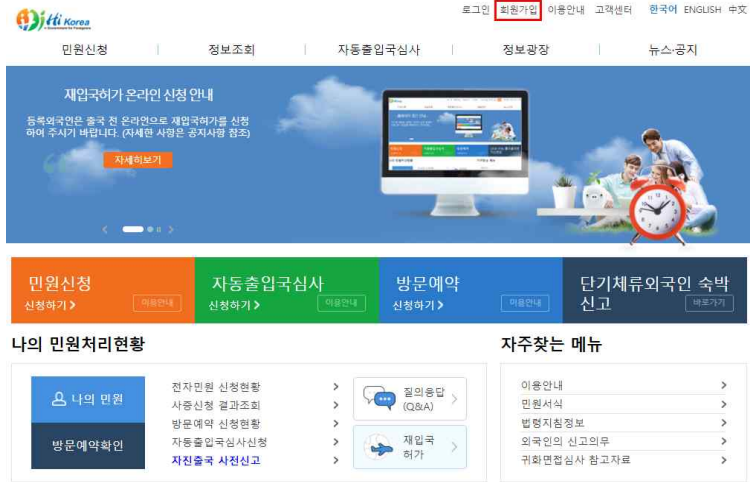 Hi Korea
e-Government for Foreigners
로그인 회원가입 이용안내 고객센터 한국어 ENGLISH 中文
민원신청 정보조회 자동출입국심사 정보광장 뉴스·공지
재입국허가 온라인 신청 안내
등록외국인은 출국 전 온라인으로 재입국허가를 신청
하여 주시기 바랍니다. (자세한 사항은 공지사항 참조)
자세히보기
민원신청
신청하기
이용안내
자동출입국심사
신청하기
이용안내
방문예약
신청하기
이용안내
단기체류외국인 숙박
신고
바로가기
나의 민원처리현황
나의 민원
방문예약확인
전자민원 신청현황
사증신청 결과조회
방문예약 신청현황
자동출입국심사신청
자진출국 사전신고
질의응답
(Q&A)
재입국
허가
자주찾는 메뉴
이용안내
민원서식
법령지침정보
외국인의 신고의무
귀화면접심사 참고자료